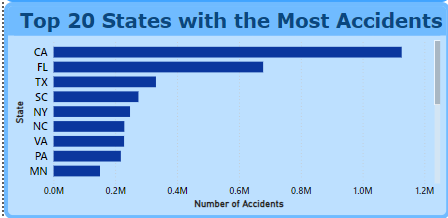 Top 20 States with the Most Accidents
CA
FL
TX
SC
NY
NC
VA
PA
MN
State
0.0M 0.2M 0.4M 0.6M 0.8M 1.0M 1.2M
Number of Accidents